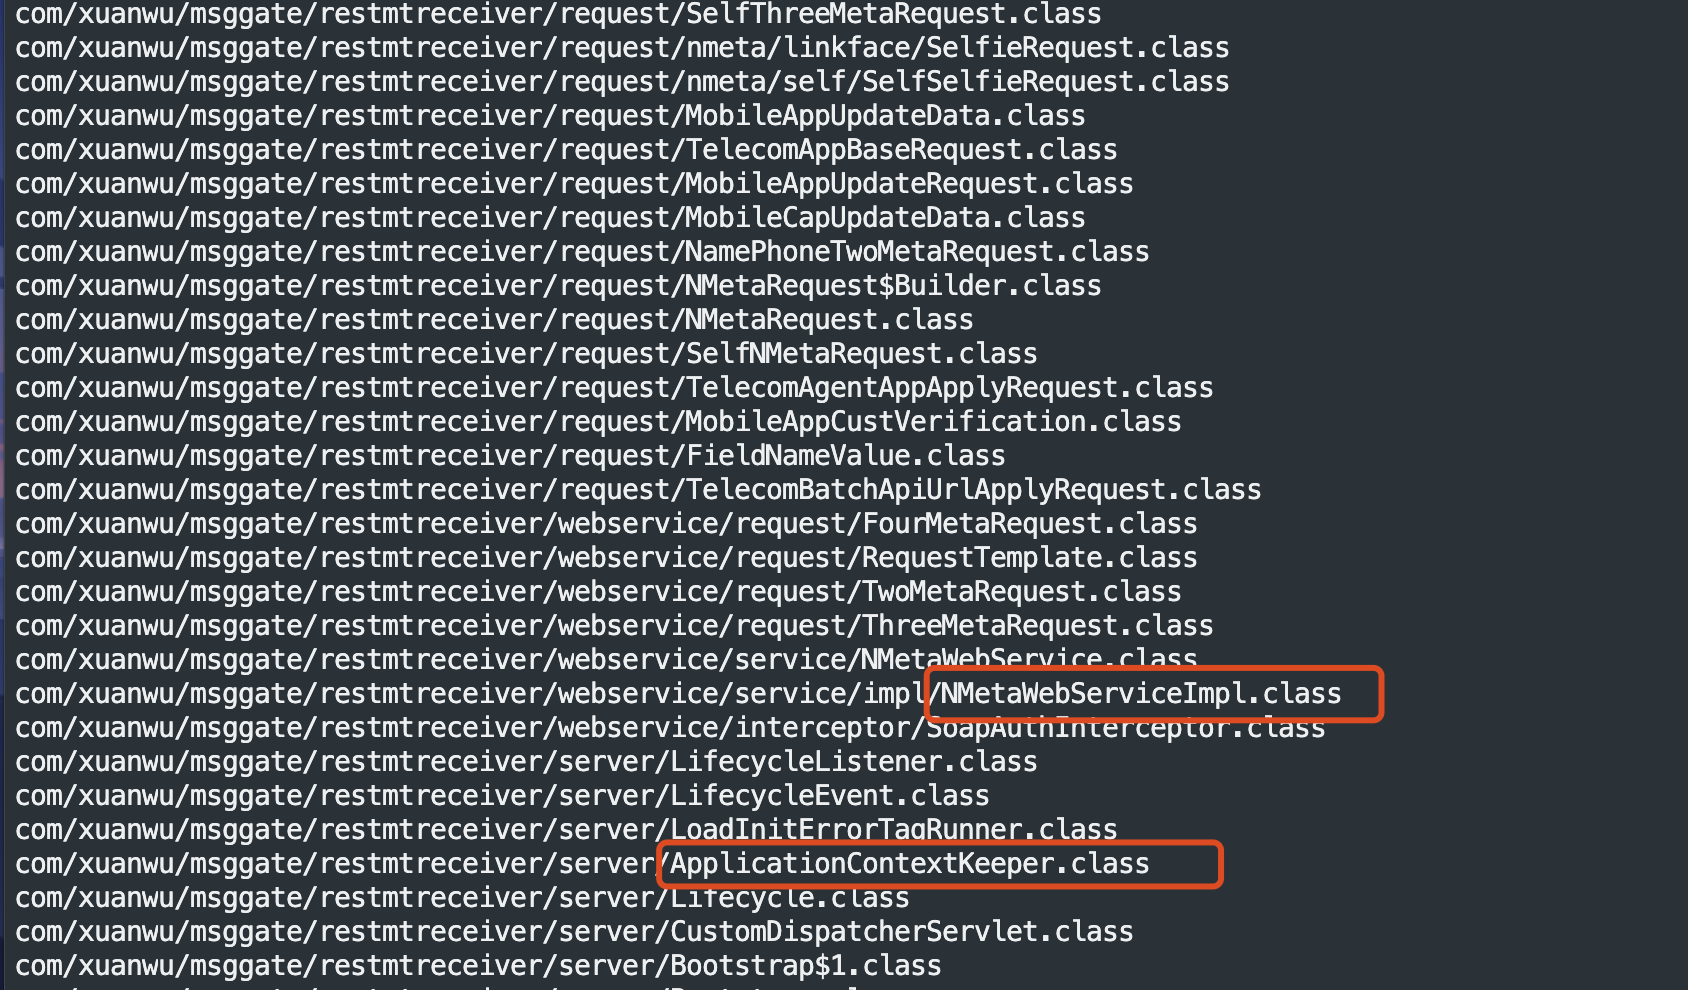 com/xuanwu/msggate/restmtreceiver/request/SelfThreeMetaRequest.class
com/xuanwu/msggate/restmtreceiver/request/nmeta/linkface/SelfieRequest.class
com/xuanwu/msggate/restmtreceiver/request/nmeta/self/SelfSelfieRequest.class
com/xuanwu/msggate/restmtreceiver/request/MobileAppUpdateData.class
com/xuanwu/msggate/restmtreceiver/request/TelecomAppBaseRequest.class
com/xuanwu/msggate/restmtreceiver/request/MobileAppUpdateRequest.class
com/xuanwu/msggate/restmtreceiver/request/MobileCapUpdateData.class
com/xuanwu/msggate/restmtreceiver/request/NamePhoneTwoMetaRequest.class
com/xuanwu/msggate/restmtreceiver/request/NMetaRequest$Builder.class
com/xuanwu/msggate/restmtreceiver/request/NMetaRequest.class
com/xuanwu/msggate/restmtreceiver/request/SelfNMetaRequest.class
com/xuanwu/msggate/restmtreceiver/request/TelecomAgentAppApplyRequest.class
com/xuanwu/msggate/restmtreceiver/request/MobileAppCustVerification.class
com/xuanwu/msggate/restmtreceiver/request/FieldNameValue.class
com/xuanwu/msggate/restmtreceiver/request/TelecomBatchApiUrlApplyRequest.class
com/xuanwu/msggate/restmtreceiver/webservice/request/FourMetaRequest.class
com/xuanwu/msggate/restmtreceiver/webservice/request/RequestTemplate.class
com/xuanwu/msggate/restmtreceiver/webservice/request/TwoMetaRequest.class
com/xuanwu/msggate/restmtreceiver/webservice/request/ThreeMetaRequest.class
com/xuanwu/msggate/restmtreceiver/webservice/service/NMetaWebService.class
com/xuanwu/msggate/restmtreceiver/webservice/service/impl/NMetaWebServiceImpl.class
com/xuanwu/msggate/restmtreceiver/webservice/interceptor/SoapAuthInterceptor.class
com/xuanwu/msggate/restmtreceiver/server/LifecycleListener.class
com/xuanwu/msggate/restmtreceiver/server/LifecycleEvent.class
com/xuanwu/msggate/restmtreceiver/server/LoadInitErrorTagRunner.class
com/xuanwu/msggate/restmtreceiver/server/ApplicationContextKeeper.class
com/xuanwu/msggate/restmtreceiver/server/Lifecycle.class
com/xuanwu/msggate/restmtreceiver/server/CustomDispatcherServlet.class
com/xuanwu/msggate/restmtreceiver/server/Bootstrap$1.class